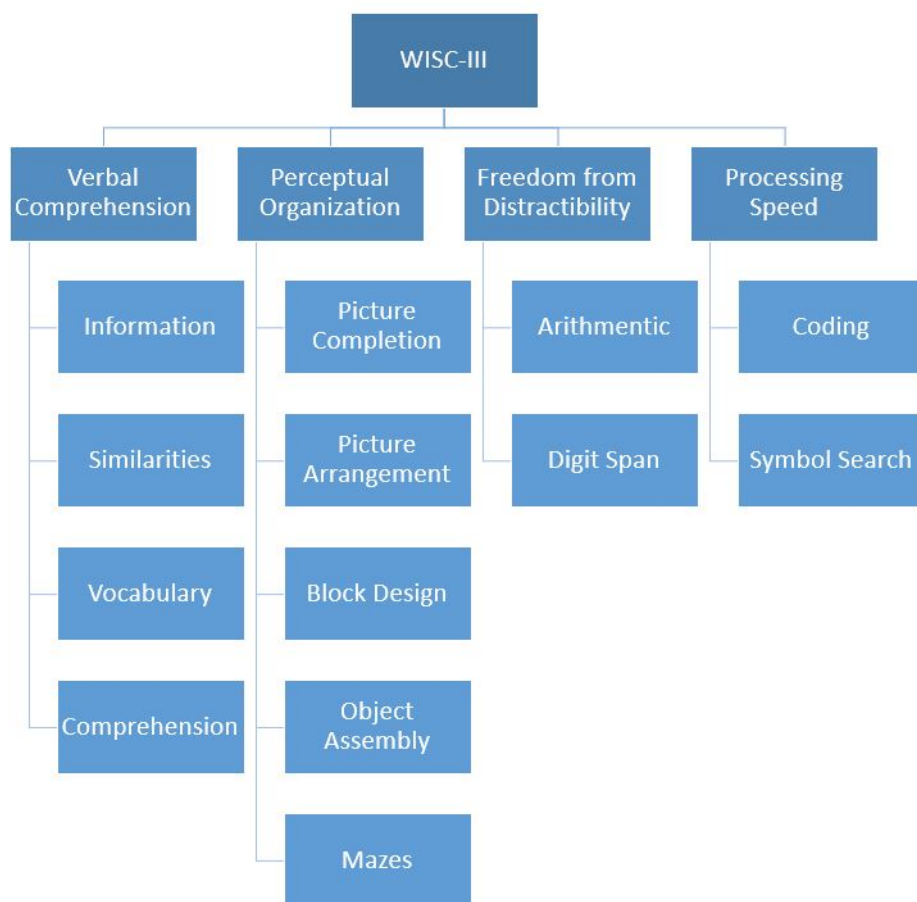 WISC-III
Verbal
Comprehension
Information
Similarities
Vocabulary
Comprehension
Perceptual
Organization
Picture
Completion
Picture
Arrangement
Block Design
Object
Assembly
Mazes
Freedom from
Distractibility
Arithmentic
Digit Span
Processing
Speed
Coding
Symbol Search